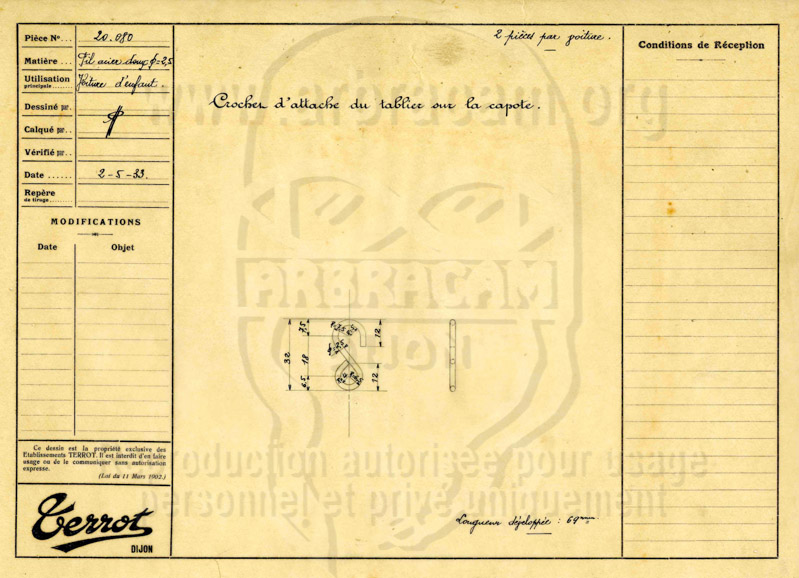 Pièce No... 20.080
Matière... Fil acier doux φ=2,5
Utilisation principale... Voiture d'enfant.
Dessiné par.
Calqué par..
Vérifié par..
Date ...... 2-5-33.
Repère de tirage
MODIFICATIONS
Date Objet
Ce dessin est la propriété exclusive des
Etablissements TERROT. Il est interdit d'en faire
usage ou de le communiquer sans autorisation
expresse.
(Loi du 11 Mars 1902.)
Terrot
DIJON
2 pièces par voiture.
Crochet d'attache du tablier sur la capote.
32
7,5
18
6,5
12
12
Longueur développée : 69 mm
Conditions de Réception
www.arbracam.org
ARBRACAM
DIJON
Reproduction autorisée pour usage
personnel et privé uniquement